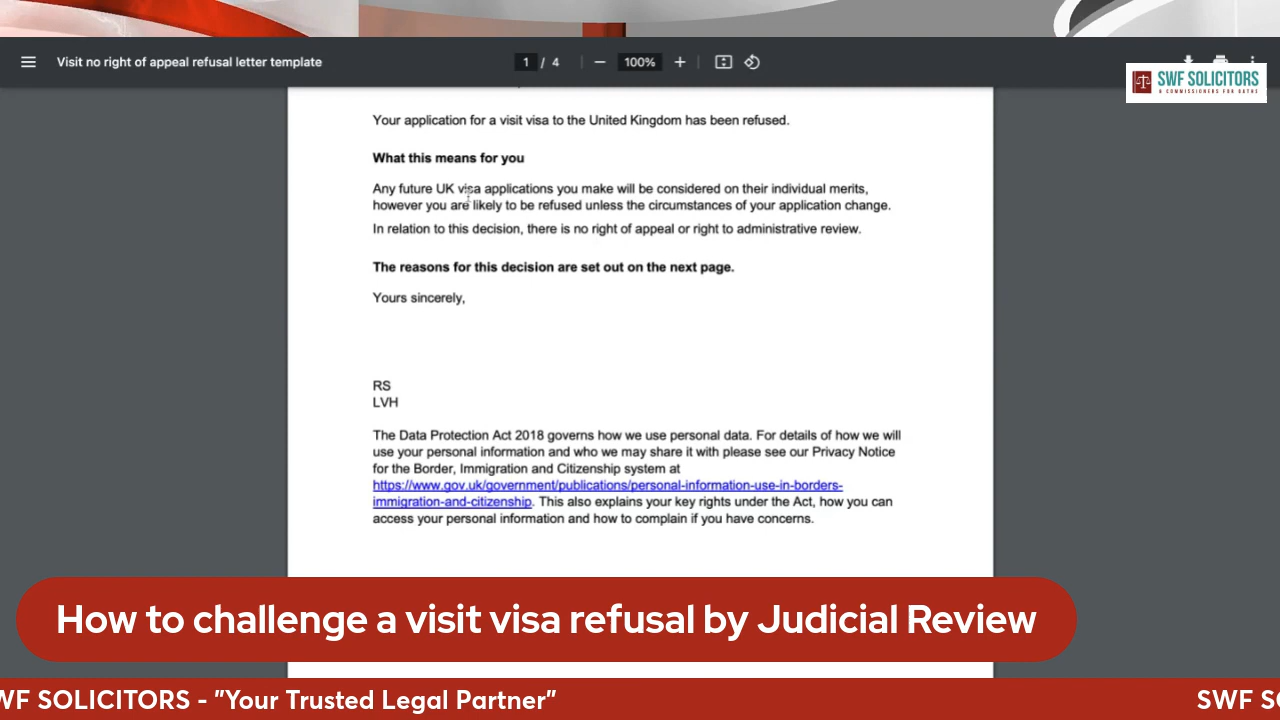 Visit no right of appeal refusal letter template
1 / 4
100%
SWF SOLICITORS
& COMMISSIONERS FOR OATHS
Your application for a visit visa to the United Kingdom has been refused.
What this means for you
Any future UK visa applications you make will be considered on their individual merits,
however you are likely to be refused unless the circumstances of your application change.
In relation to this decision, there is no right of appeal or right to administrative review.
The reasons for this decision are set out on the next page.
Yours sincerely,
RS
LVH
The Data Protection Act 2018 governs how we use personal data. For details of how we will
use your personal information and who we may share it with please see our Privacy Notice
for the Border, Immigration and Citizenship system at
https://www.gov.uk/government/publications/personal-information-use-in-borders-
immigration-and-citizenship. This also explains your key rights under the Act, how you can
access your personal information and how to complain if you have concerns.
How to challenge a visit visa refusal by Judicial Review
WF SOLICITORS - "Your Trusted Legal Partner"
SWF SO